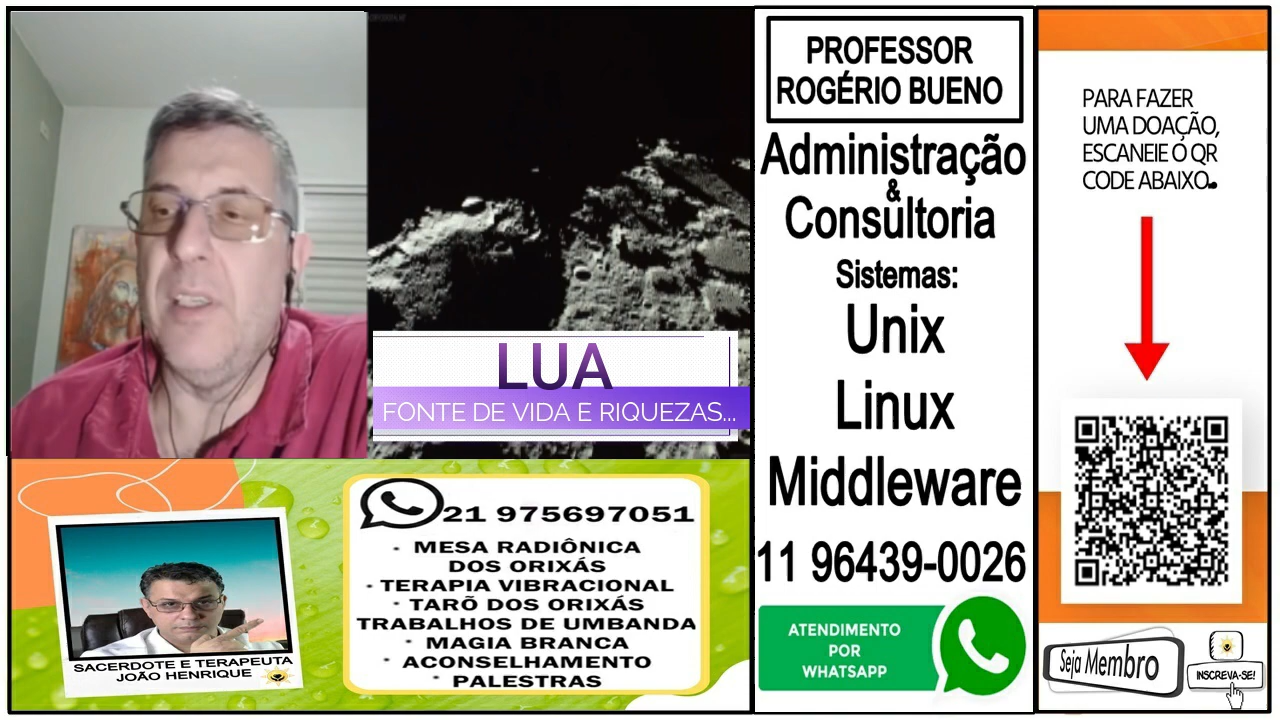 LUA
FONTE DE VIDA E RIQUEZAS...
21 975697051
· MESA RADIÔNICA
DOS ORIXÁS
· TERAPIA VIBRACIONAL
· TARÕ DOS ORIXÁS
TRABALHOS DE UMBANDA
· MAGIA BRANCA
· ACONSELHAMENTO
· PALESTRAS
SACERDOTE E TERAPEUTA
JOÃO HENRIQUE
PROFESSOR
ROGÉRIO BUENO
Administração
&
Consultoria
Sistemas:
Unix
Linux
Middleware
11 96439-0026
ATENDIMENTO
POR
WHATSAPP
PARA FAZER
UMA DOAÇÃO,
ESCANEIE O QR
CODE ABAIXO..
Seja Membro
INSCREVA-SE!